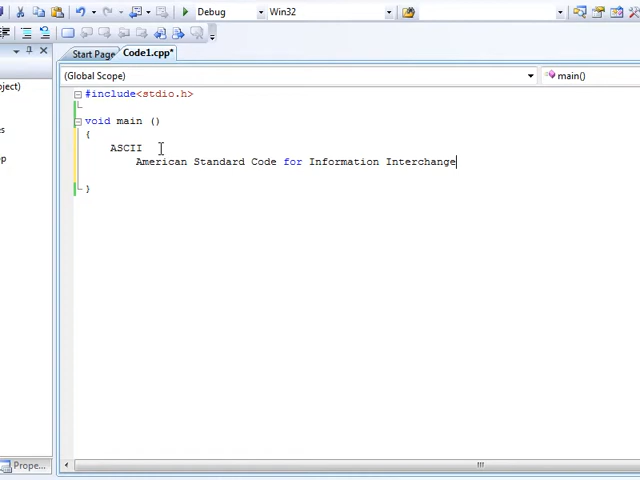 Debug Win32
Start Page Code1.cpp*
(Global Scope) main()
#include<stdio.h>
void main ()
{
ASCII
American Standard Code for Information Interchange
}